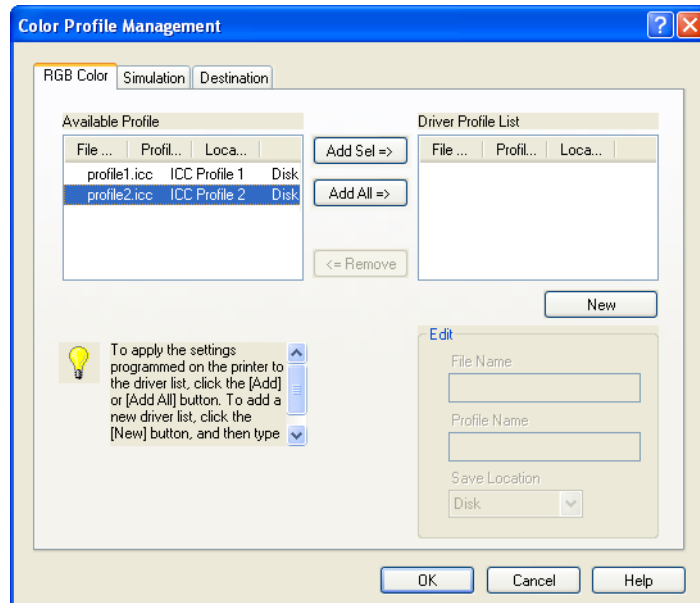 Color Profile Management
RGB Color Simulation Destination
Available Profile
File ... Profil... Loca...
profile1.icc ICC Profile 1 Disk
profile2.icc ICC Profile 2 Disk
Add Sel =>
Add All =>
<= Remove
Driver Profile List
File ... Profil... Loca...
New
To apply the settings
programmed on the printer to
the driver list, click the [Add]
or [Add All] button. To add a
new driver list, click the
[New] button, and then type
Edit
File Name
Profile Name
Save Location
Disk
OK Cancel Help